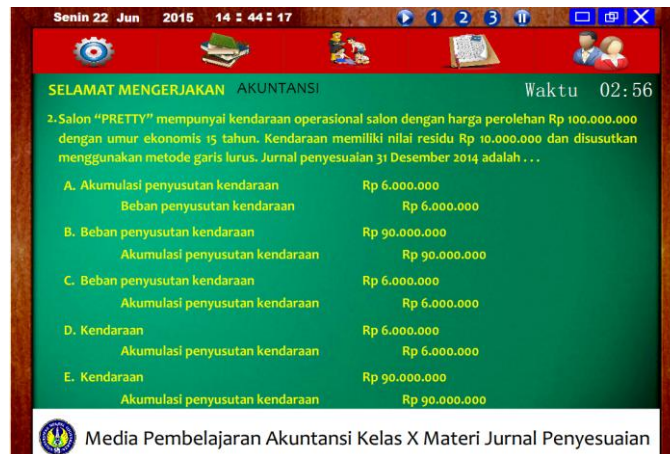 Senin 22 Jun 2015 14:44:17
1 2 3
SELAMAT MENGERJAKAN AKUNTANSI
Waktu 02:56
2. Salon “PRETTY” mempunyai kendaraan operasional salon dengan harga perolehan Rp 100.000.000
dengan umur ekonomis 15 tahun. Kendaraan memiliki nilai residu Rp 10.000.000 dan disusutkan
menggunakan metode garis lurus. Jurnal penyesuaian 31 Desember 2014 adalah . . .
A. Akumulasi penyusutan kendaraan Rp 6.000.000
Beban penyusutan kendaraan Rp 6.000.000
B. Beban penyusutan kendaraan Rp 90.000.000
Akumulasi penyusutan kendaraan Rp 90.000.000
C. Beban penyusutan kendaraan Rp 6.000.000
Akumulasi penyusutan kendaraan Rp 6.000.000
D. Kendaraan Rp 6.000.000
Akumulasi penyusutan kendaraan Rp 6.000.000
E. Kendaraan Rp 90.000.000
Akumulasi penyusutan kendaraan Rp 90.000.000
Media Pembelajaran Akuntansi Kelas X Materi Jurnal Penyesuaian